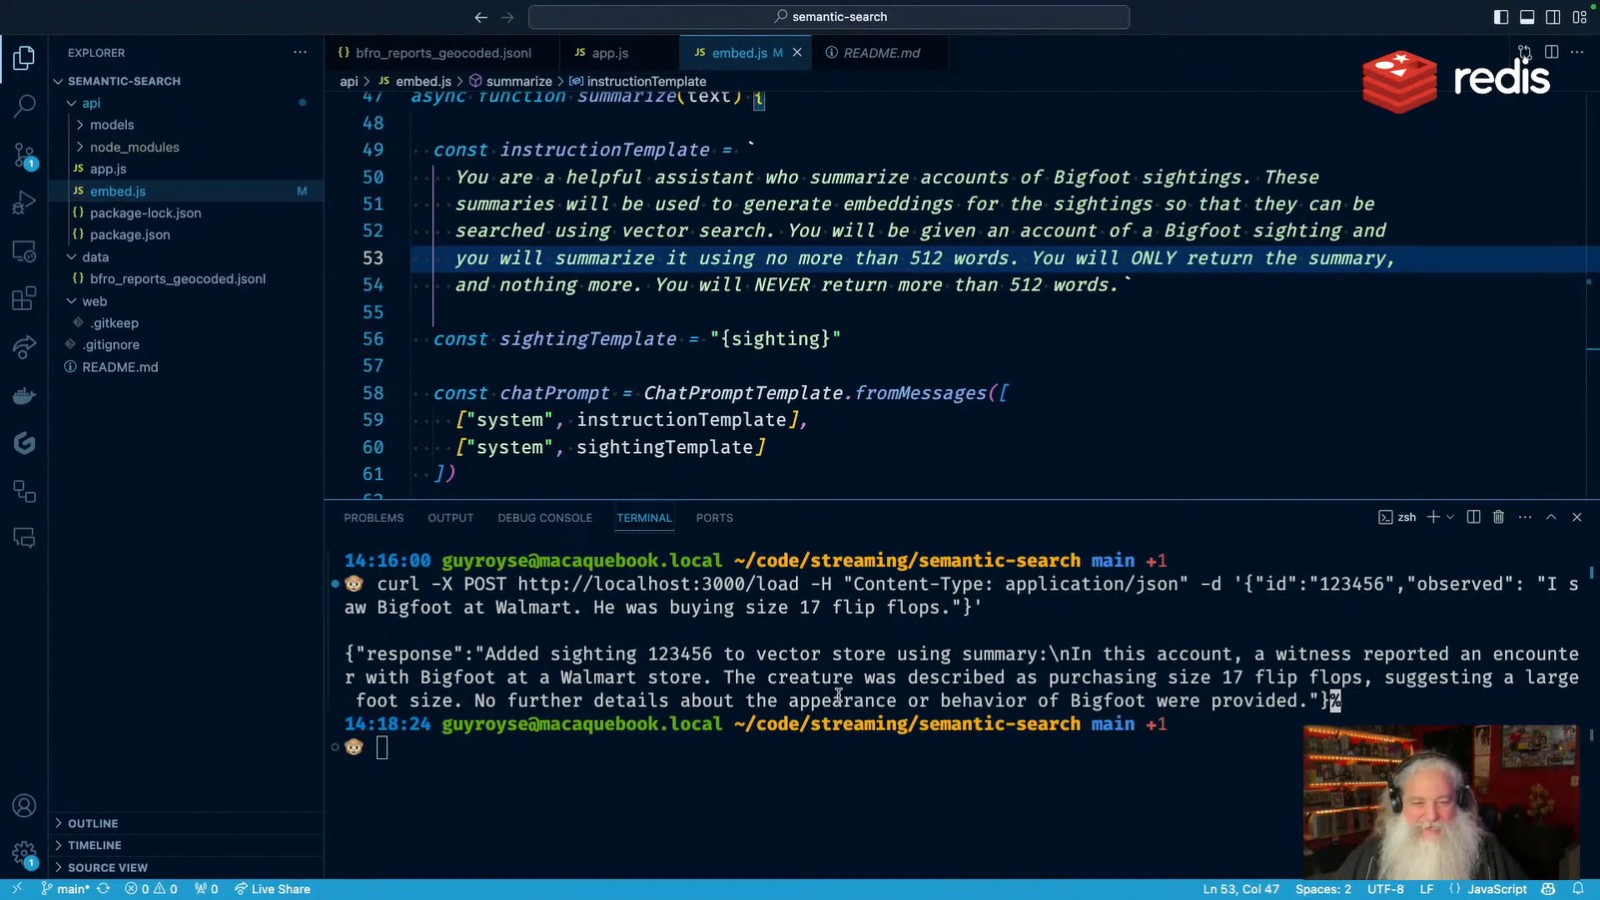 semantic-search
EXPLORER
SEMANTIC-SEARCH
api
models
node_modules
app.js
embed.js M
package-lock.json
package.json
data
bfro_reports_geocoded.jsonl
web
.gitkeep
.gitignore
README.md
OUTLINE
TIMELINE
SOURCE VIEW
bfro_reports_geocoded.jsonl
app.js
embed.js M
README.md
redis
api > embed.js > summarize > instructionTemplate
47 async function summarize(text) {
48
49 const instructionTemplate = `
50 You are a helpful assistant who summarize accounts of Bigfoot sightings. These
51 summaries will be used to generate embeddings for the sightings so that they can be
52 searched using vector search. You will be given an account of a Bigfoot sighting and
53 you will summarize it using no more than 512 words. You will ONLY return the summary,
54 and nothing more. You will NEVER return more than 512 words.`
55
56 const sightingTemplate = "{sighting}"
57
58 const chatPrompt = ChatPromptTemplate.fromMessages([
59 ["system", instructionTemplate],
60 ["system", sightingTemplate]
61 ])
PROBLEMS OUTPUT DEBUG CONSOLE TERMINAL PORTS
zsh
14:16:00 guyroyse@macaquebook.local ~/code/streaming/semantic-search main +1
curl -X POST http://localhost:3000/load -H "Content-Type: application/json" -d '{"id":"123456","observed": "I s
aw Bigfoot at Walmart. He was buying size 17 flip flops."}'
{"response":"Added sighting 123456 to vector store using summary:\nIn this account, a witness reported an encounte
r with Bigfoot at a Walmart store. The creature was described as purchasing size 17 flip flops, suggesting a large
foot size. No further details about the appearance or behavior of Bigfoot were provided."}%
14:18:24 guyroyse@macaquebook.local ~/code/streaming/semantic-search main +1
1
1
main* 0 0 0 Live Share
Ln 53, Col 47 Spaces: 2 UTF-8 LF {} JavaScript